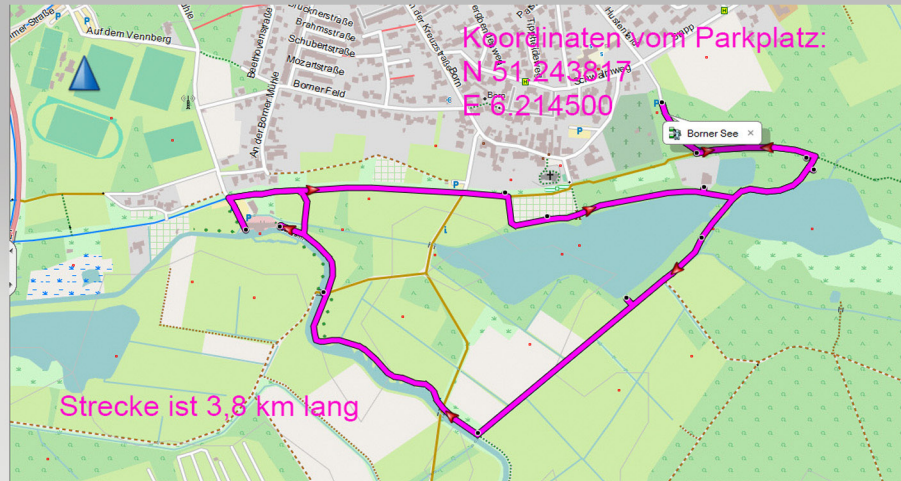 Auf dem Vennberg
Beethovenstraße
Brahmsstraße
Schubertstraße
Mozartstraße
Borner Feld
An der Borner Mühle
Born
Koordinaten vom Parkplatz:
N 51.243817
E 6.214500
Borner See
Strecke ist 3,8 km lang